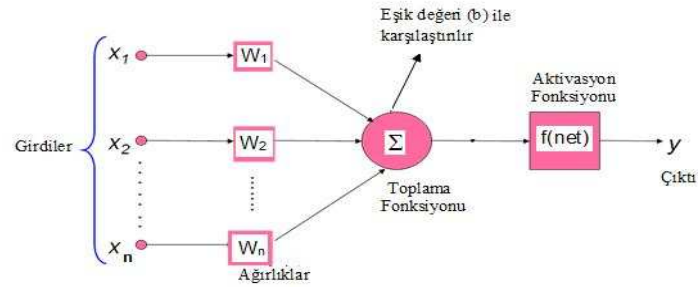 Eşik değeri (b) ile
karşılaştırılır
X1
W1
Aktivasyon
Fonksiyonu
Girdiler
X2
W2
Σ
f(net)
y
Çıktı
Toplama
Fonksiyonu
Xn
Wn
Ağırlıklar